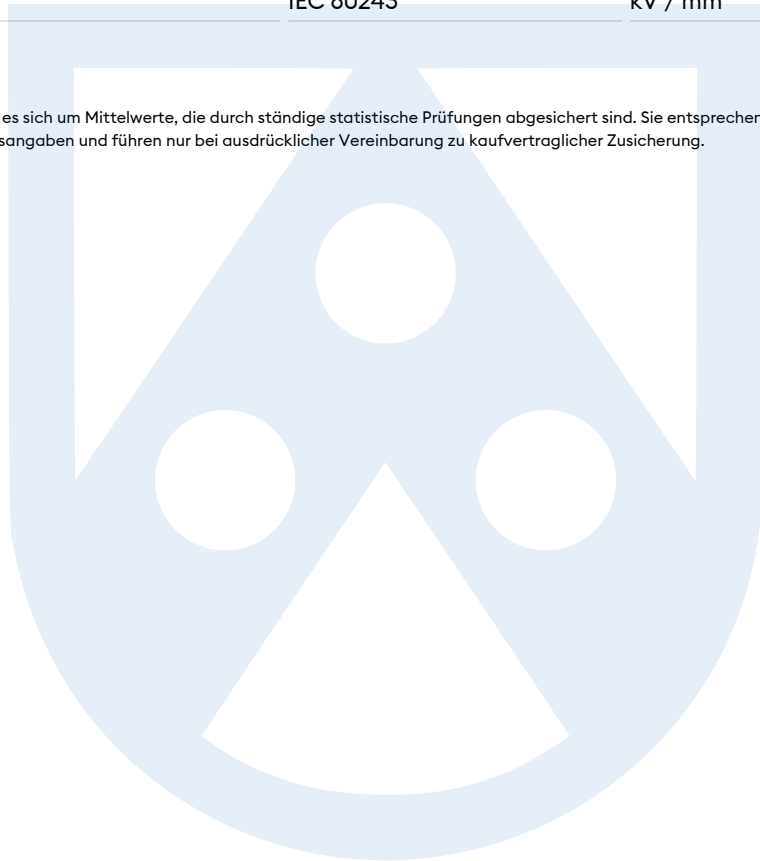 IEC 60243 kV / mm
es sich um Mittelwerte, die durch ständige statistische Prüfungen abgesichert sind. Sie entsprechen
sangaben und führen nur bei ausdrücklicher Vereinbarung zu kaufvertraglicher Zusicherung.